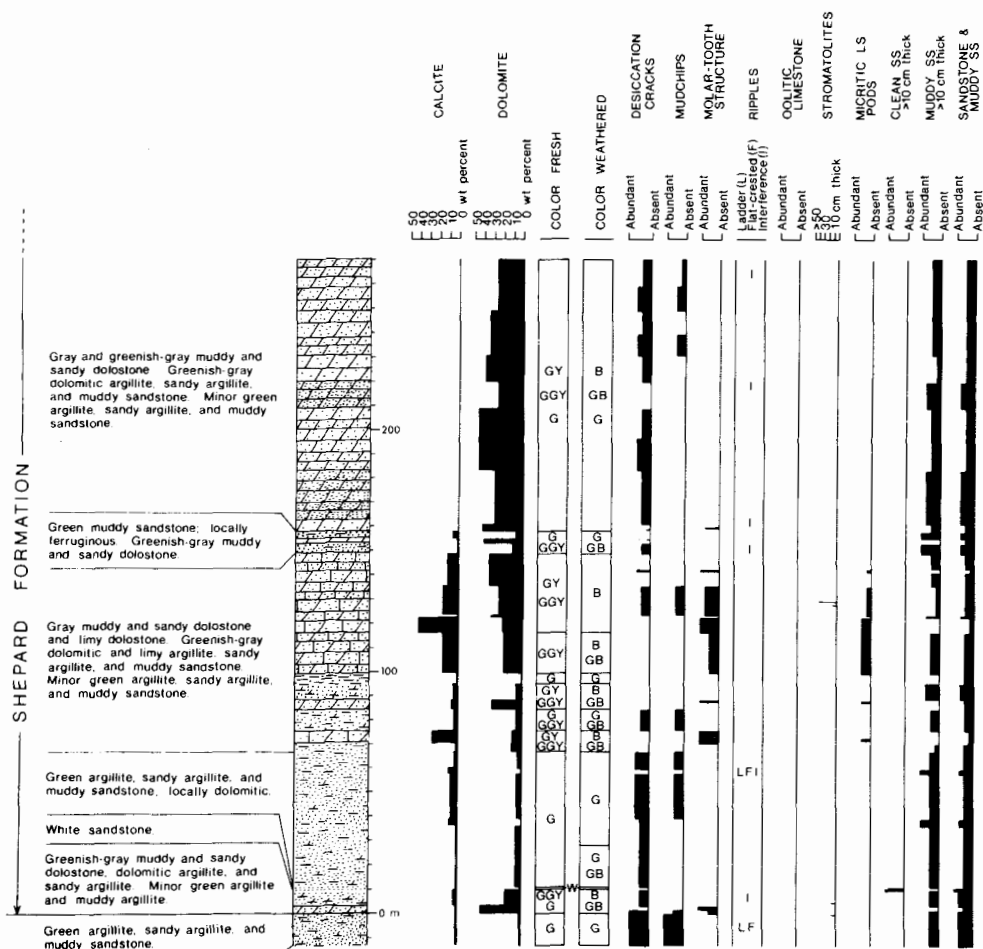 CALCITE
DOLOMITE
COLOR FRESH
COLOR WEATHERED
DESICCATION
CRACKS
MUDCHIPS
MOLAR-TOOTH
STRUCTURE
RIPPLES
OOLITIC
LIMESTONE
STROMATOLITES
MICRITIC LS
PODS
CLEAN SS
>10 cm thick
MUDDY SS
>10 cm thick
SANDSTONE &
MUDDY SS
50
40
30
20
10
0 wt percent
50
40
30
20
10
0 wt percent
Abundant
Absent
Abundant
Absent
Abundant
Absent
Ladder (L)
Flat-crested (F)
Interference (I)
Abundant
Absent
>50
30
10 cm thick
Abundant
Absent
Abundant
Absent
Abundant
Absent
Abundant
Absent
SHEPARD FORMATION
Gray and greenish-gray muddy and
sandy dolostone Greenish-gray
dolomitic argillite, sandy argillite,
and muddy sandstone. Minor green
argillite, sandy argillite, and muddy
sandstone.
Green muddy sandstone; locally
ferruginous. Greenish-gray muddy
and sandy dolostone.
Gray muddy and sandy dolostone
and limy dolostone. Greenish-gray
dolomitic and limy argillite, sandy
argillite, and muddy sandstone.
Minor green argillite, sandy argillite,
and muddy sandstone.
Green argillite, sandy argillite, and
muddy sandstone, locally dolomitic.
White sandstone.
Greenish-gray muddy and sandy
dolostone, dolomitic argillite, and
sandy argillite. Minor green argillite
and muddy argillite.
Green argillite, sandy argillite, and
muddy sandstone.
200
100
0 m
GY
GGY
G
G
GGY
GY
GGY
GGY
G
GY
GGY
G
GGY
GY
GGY
G
W
GGY
G
G
B
GB
G
G
GB
B
B
GB
G
B
GB
G
GB
B
GB
G
G
GB
B
GB
G
I
I
I
I
LFI
I
LF